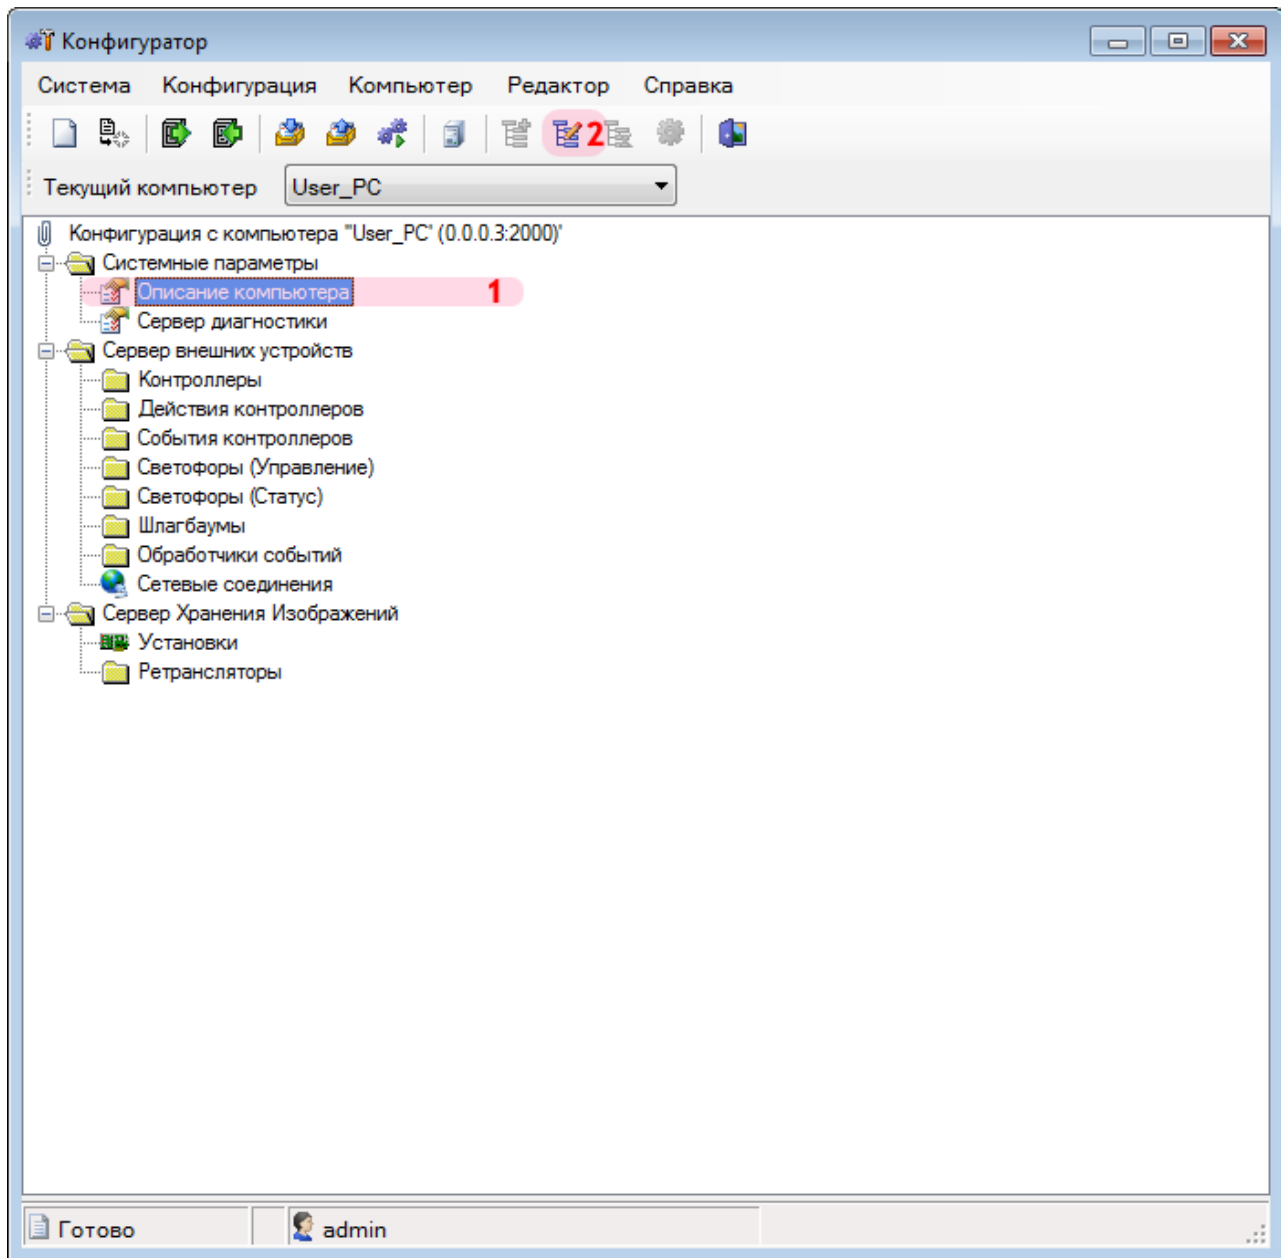 Конфигуратор
Система Конфигурация Компьютер Редактор Справка
2
Текущий компьютер User_PC
Конфигурация с компьютера "User_PC' (0.0.0.3:2000)'
Системные параметры
Описание компьютера 1
Сервер диагностики
Сервер внешних устройств
Контроллеры
Действия контроллеров
События контроллеров
Светофоры (Управление)
Светофоры (Статус)
Шлагбаумы
Обработчики событий
Сетевые соединения
Сервер Хранения Изображений
Установки
Ретрансляторы
Готово admin